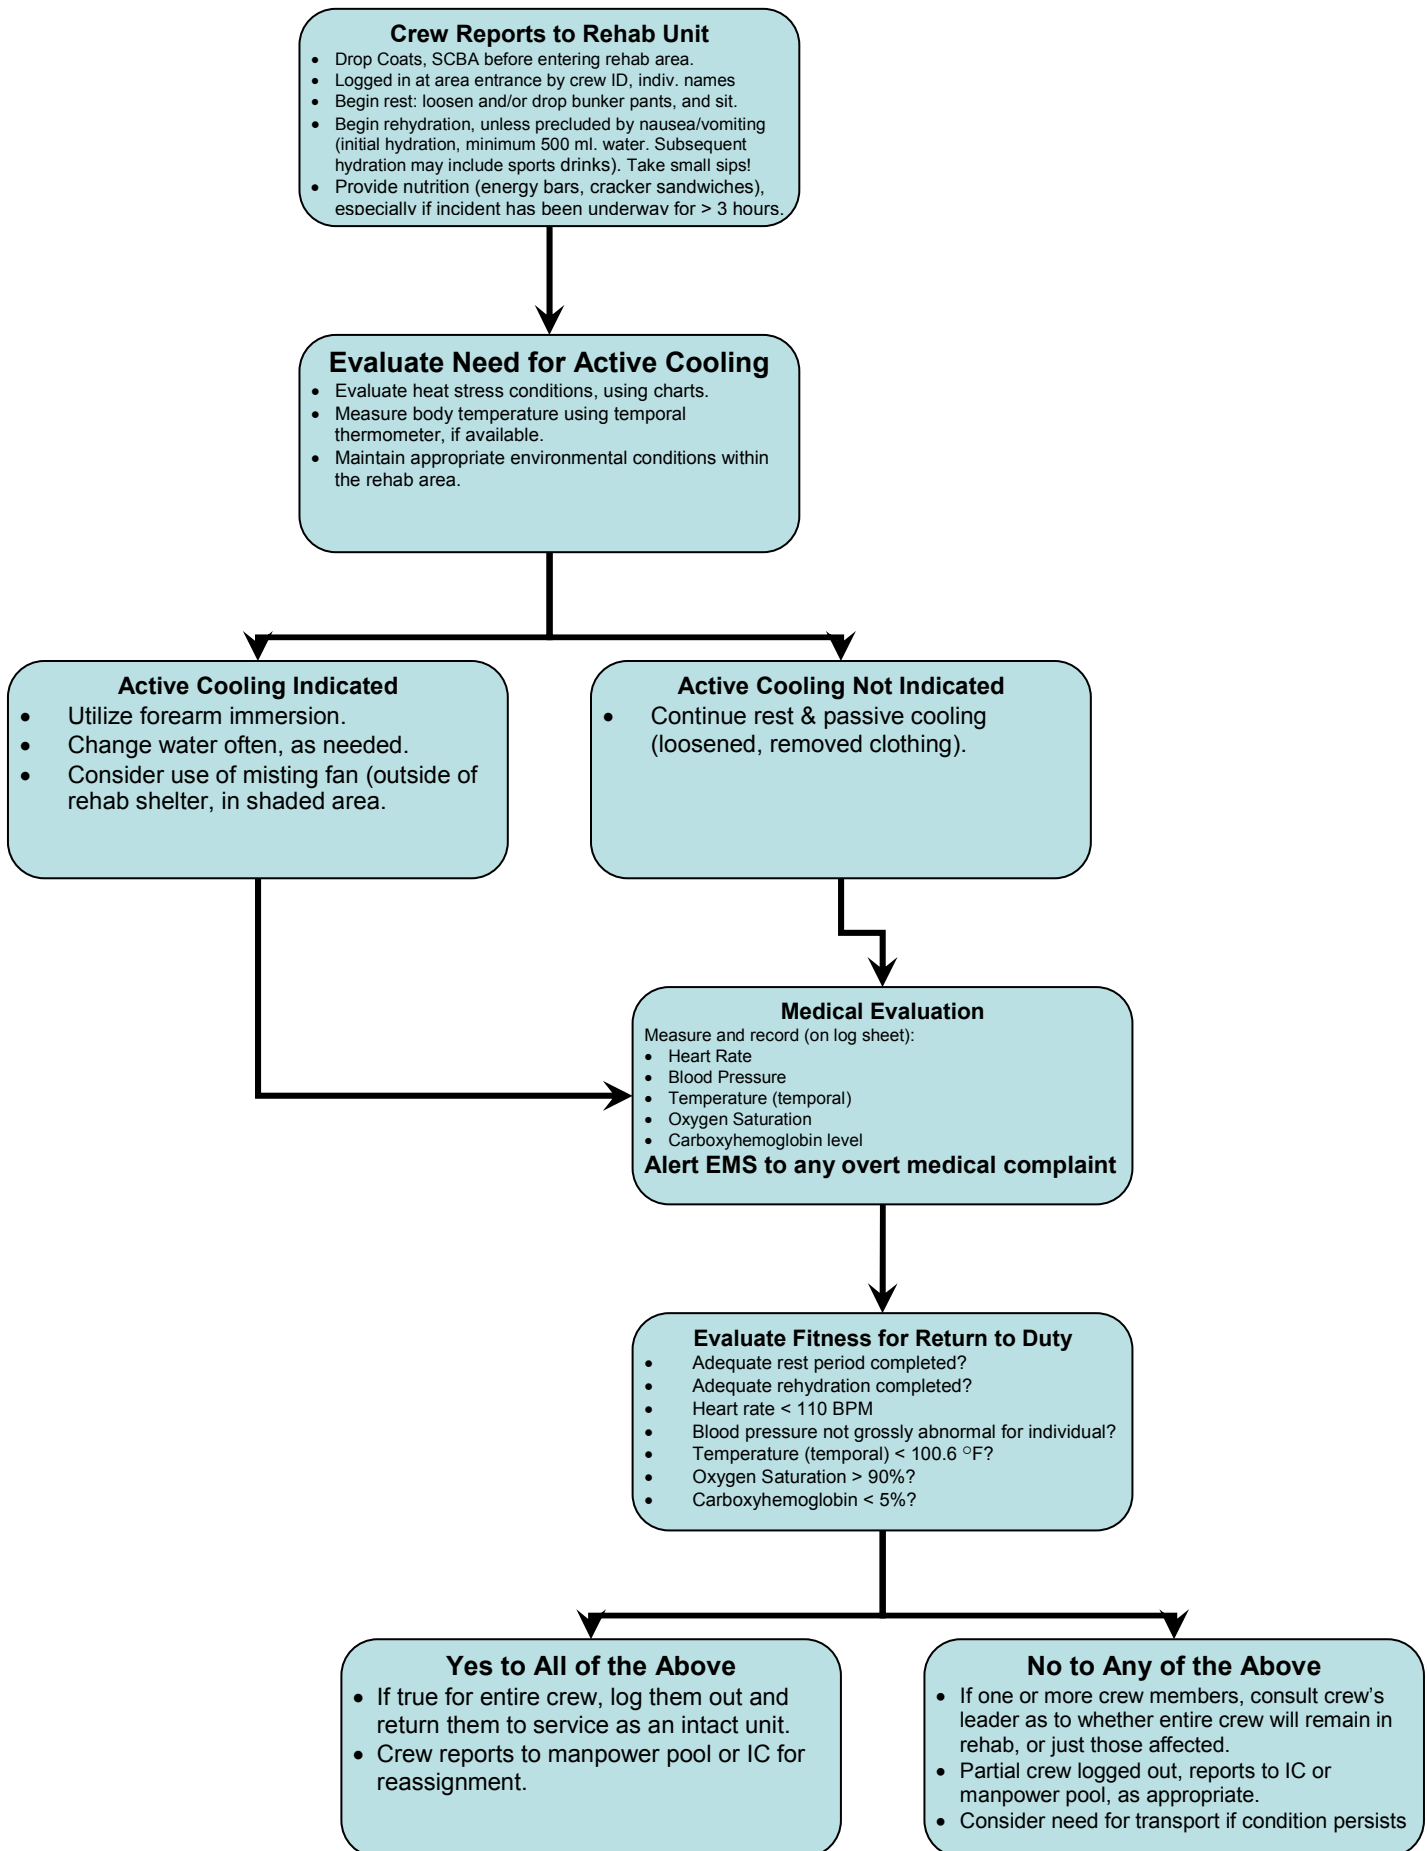 Crew Reports to Rehab Unit
• Drop Coats, SCBA before entering rehab area.
• Logged in at area entrance by crew ID, indiv. names
• Begin rest: loosen and/or drop bunker pants, and sit.
• Begin rehydration, unless precluded by nausea/vomiting
(initial hydration, minimum 500 ml. water. Subsequent
hydration may include sports drinks). Take small sips!
• Provide nutrition (energy bars, cracker sandwiches),
especially if incident has been underway for > 3 hours.
Evaluate Need for Active Cooling
• Evaluate heat stress conditions, using charts.
• Measure body temperature using temporal
thermometer, if available.
• Maintain appropriate environmental conditions within
the rehab area.
Active Cooling Indicated
• Utilize forearm immersion.
• Change water often, as needed.
• Consider use of misting fan (outside of
rehab shelter, in shaded area.
Active Cooling Not Indicated
• Continue rest & passive cooling
(loosened, removed clothing).
Medical Evaluation
Measure and record (on log sheet):
• Heart Rate
• Blood Pressure
• Temperature (temporal)
• Oxygen Saturation
• Carboxyhemoglobin level
Alert EMS to any overt medical complaint
Evaluate Fitness for Return to Duty
• Adequate rest period completed?
• Adequate rehydration completed?
• Heart rate < 110 BPM
• Blood pressure not grossly abnormal for individual?
• Temperature (temporal) < 100.6 °F?
• Oxygen Saturation > 90%?
• Carboxyhemoglobin < 5%?
Yes to All of the Above
• If true for entire crew, log them out and
return them to service as an intact unit.
• Crew reports to manpower pool or IC for
reassignment.
No to Any of the Above
• If one or more crew members, consult crew’s
leader as to whether entire crew will remain in
rehab, or just those affected.
• Partial crew logged out, reports to IC or
manpower pool, as appropriate.
• Consider need for transport if condition persists